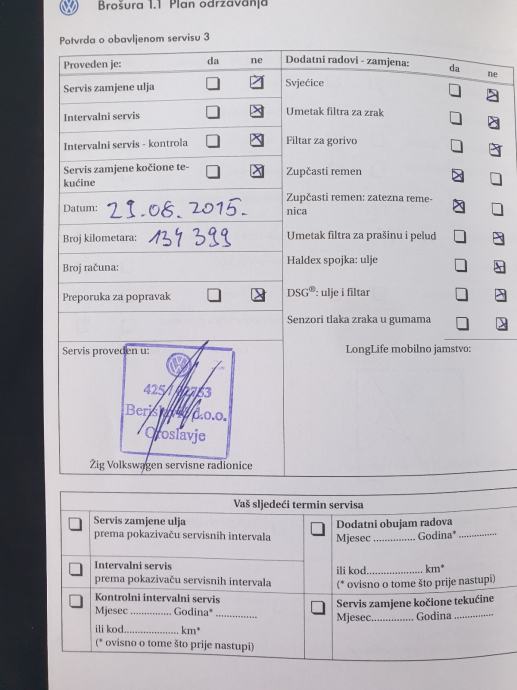 Brošura 1.1 Plan održavanja
Potvrda o obavljenom servisu 3
Proveden je: da ne
Servis zamjene ulja
Intervalni servis
Intervalni servis - kontrola
Servis zamjene kočione te-
kućine
Datum: 29.08.2015.
Broj kilometara: 134 399
Broj računa:
Preporuka za popravak
Servis proveden u:
425/
d.o.o.
Oroslavje
Žig Volkswagen servisne radionice
Dodatni radovi - zamjena: da ne
Svjećice
Umetak filtra za zrak
Filtar za gorivo
Zupčasti remen
Zupčasti remen: zatezna reme-
nica
Umetak filtra za prašinu i pelud
Haldex spojka: ulje
DSG®: ulje i filtar
Senzori tlaka zraka u gumama
LongLife mobilno jamstvo:
Vaš sljedeći termin servisa
Servis zamjene ulja
prema pokazivaču servisnih intervala
Intervalni servis
prema pokazivaču servisnih intervala
Kontrolni intervalni servis
Mjesec .............. Godina* ..............
ili kod.................... km*
(* ovisno o tome što prije nastupi)
Dodatni obujam radova
Mjesec .............. Godina* .............
ili kod.................... km*
(* ovisno o tome što prije nastupi)
Servis zamjene kočione tekućine
Mjesec............. Godina .............